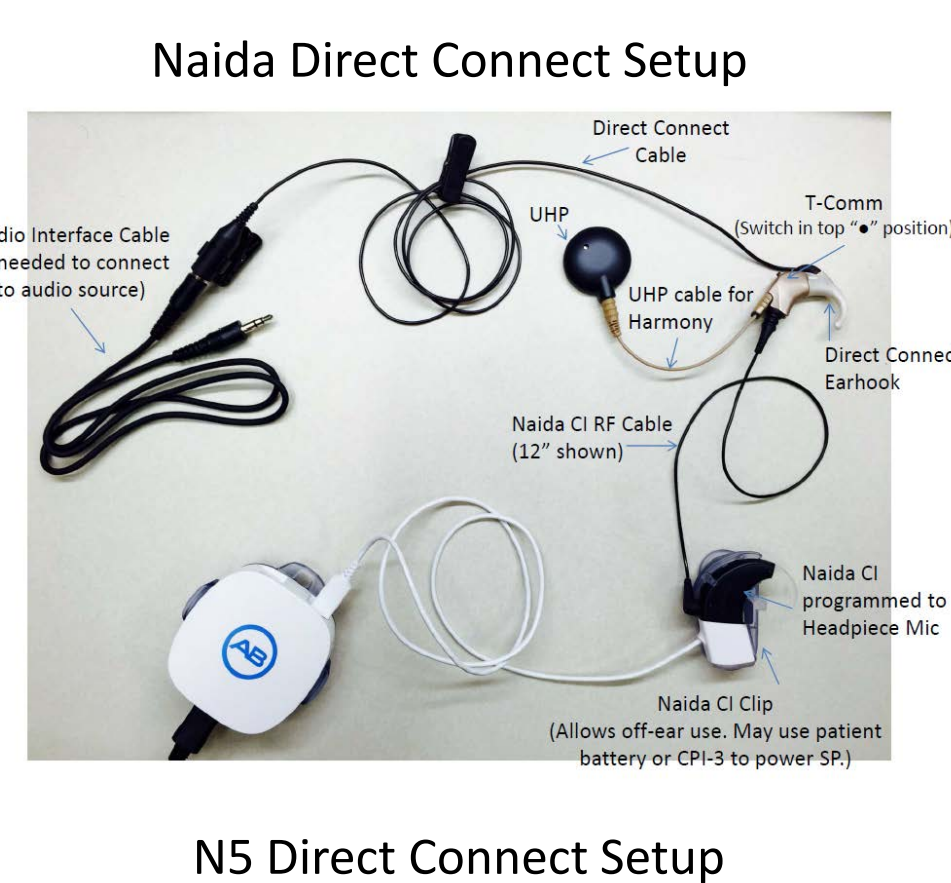 Naida Direct Connect Setup
Direct Connect
Cable
T-Comm
(Switch in top “●” position)
UHP
dio Interface Cable
needed to connect
to audio source)
UHP cable for
Harmony
Direct Connec
Earhook
Naida CI RF Cable
(12” shown)
Naida CI
programmed to
Headpiece Mic
AB
Naida CI Clip
(Allows off-ear use. May use patient
battery or CPI-3 to power SP.)
N5 Direct Connect Setup